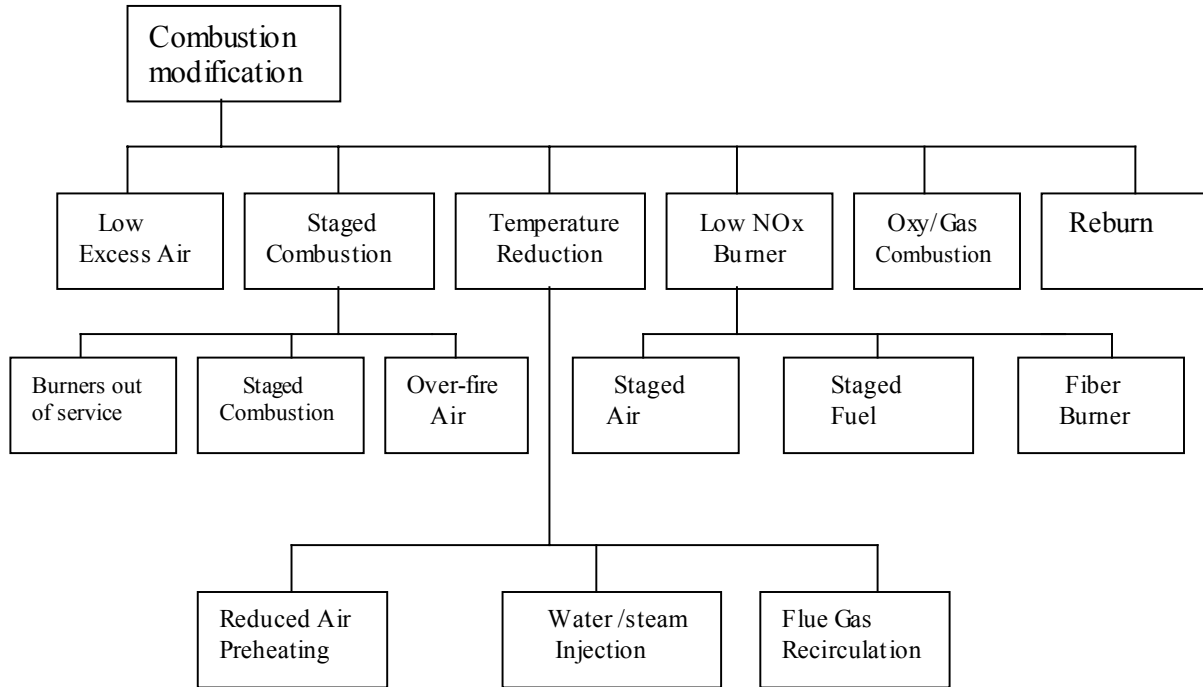 Combustion
modification
Low
Excess Air
Staged
Combustion
Temperature
Reduction
Low NOx
Burner
Oxy/Gas
Combustion
Reburn
Burners out
of service
Staged
Combustion
Over-fire
Air
Staged
Air
Staged
Fuel
Fiber
Burner
Reduced Air
Preheating
Water /steam
Injection
Flue Gas
Recirculation